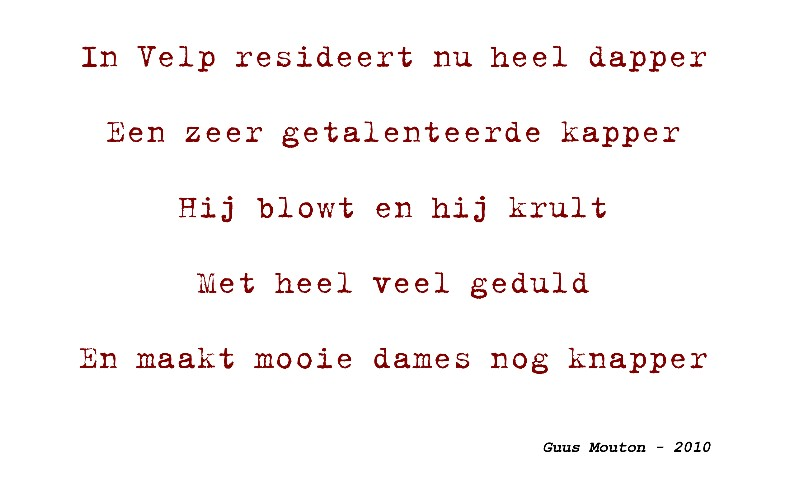 In Velp resideert nu heel dapper
Een zeer getalenteerde kapper
Hij blowt en hij krult
Met heel veel geduld
En maakt mooie dames nog knapper
Guus Mouton - 2010